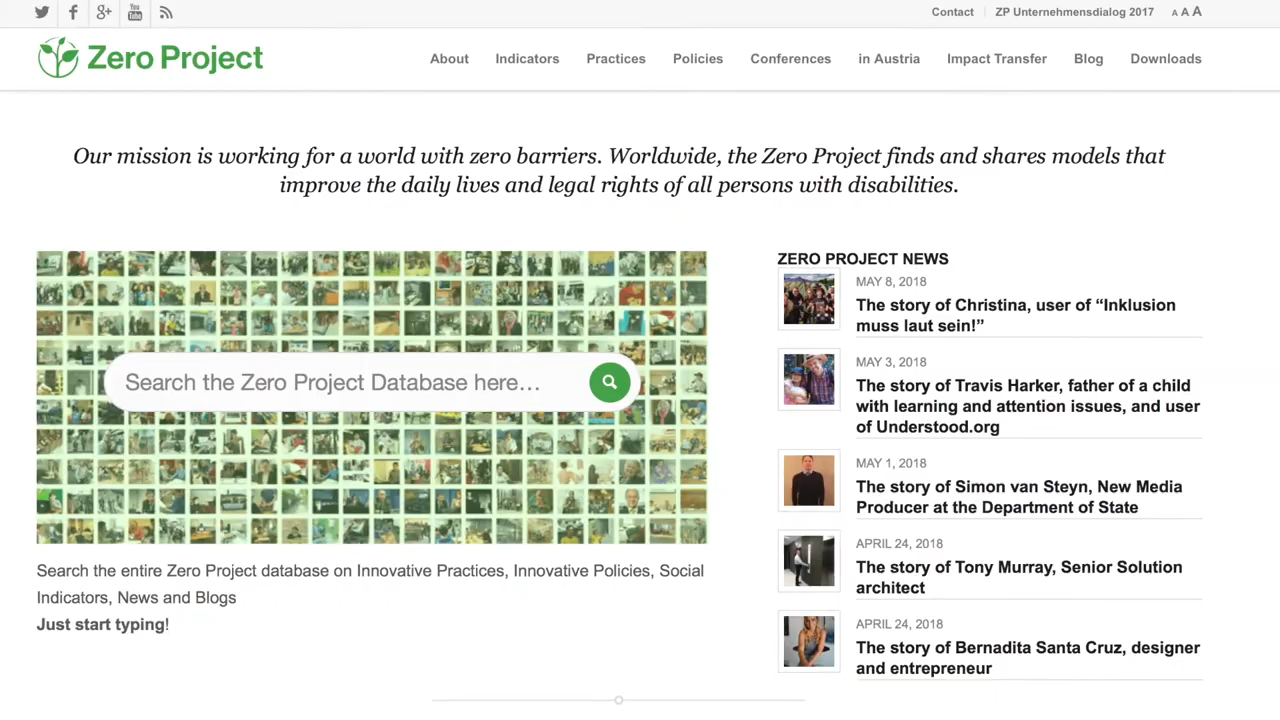 Contact
ZP Unternehmensdialog 2017
A A A
Zero Project
About
Indicators
Practices
Policies
Conferences
in Austria
Impact Transfer
Blog
Downloads
Our mission is working for a world with zero barriers. Worldwide, the Zero Project finds and shares models that
improve the daily lives and legal rights of all persons with disabilities.
Search the Zero Project Database here...
Search the entire Zero Project database on Innovative Practices, Innovative Policies, Social
Indicators, News and Blogs
Just start typing!
ZERO PROJECT NEWS
MAY 8, 2018
The story of Christina, user of “Inklusion
muss laut sein!”
MAY 3, 2018
The story of Travis Harker, father of a child
with learning and attention issues, and user
of Understood.org
MAY 1, 2018
The story of Simon van Steyn, New Media
Producer at the Department of State
APRIL 24, 2018
The story of Tony Murray, Senior Solution
architect
APRIL 24, 2018
The story of Bernadita Santa Cruz, designer
and entrepreneur